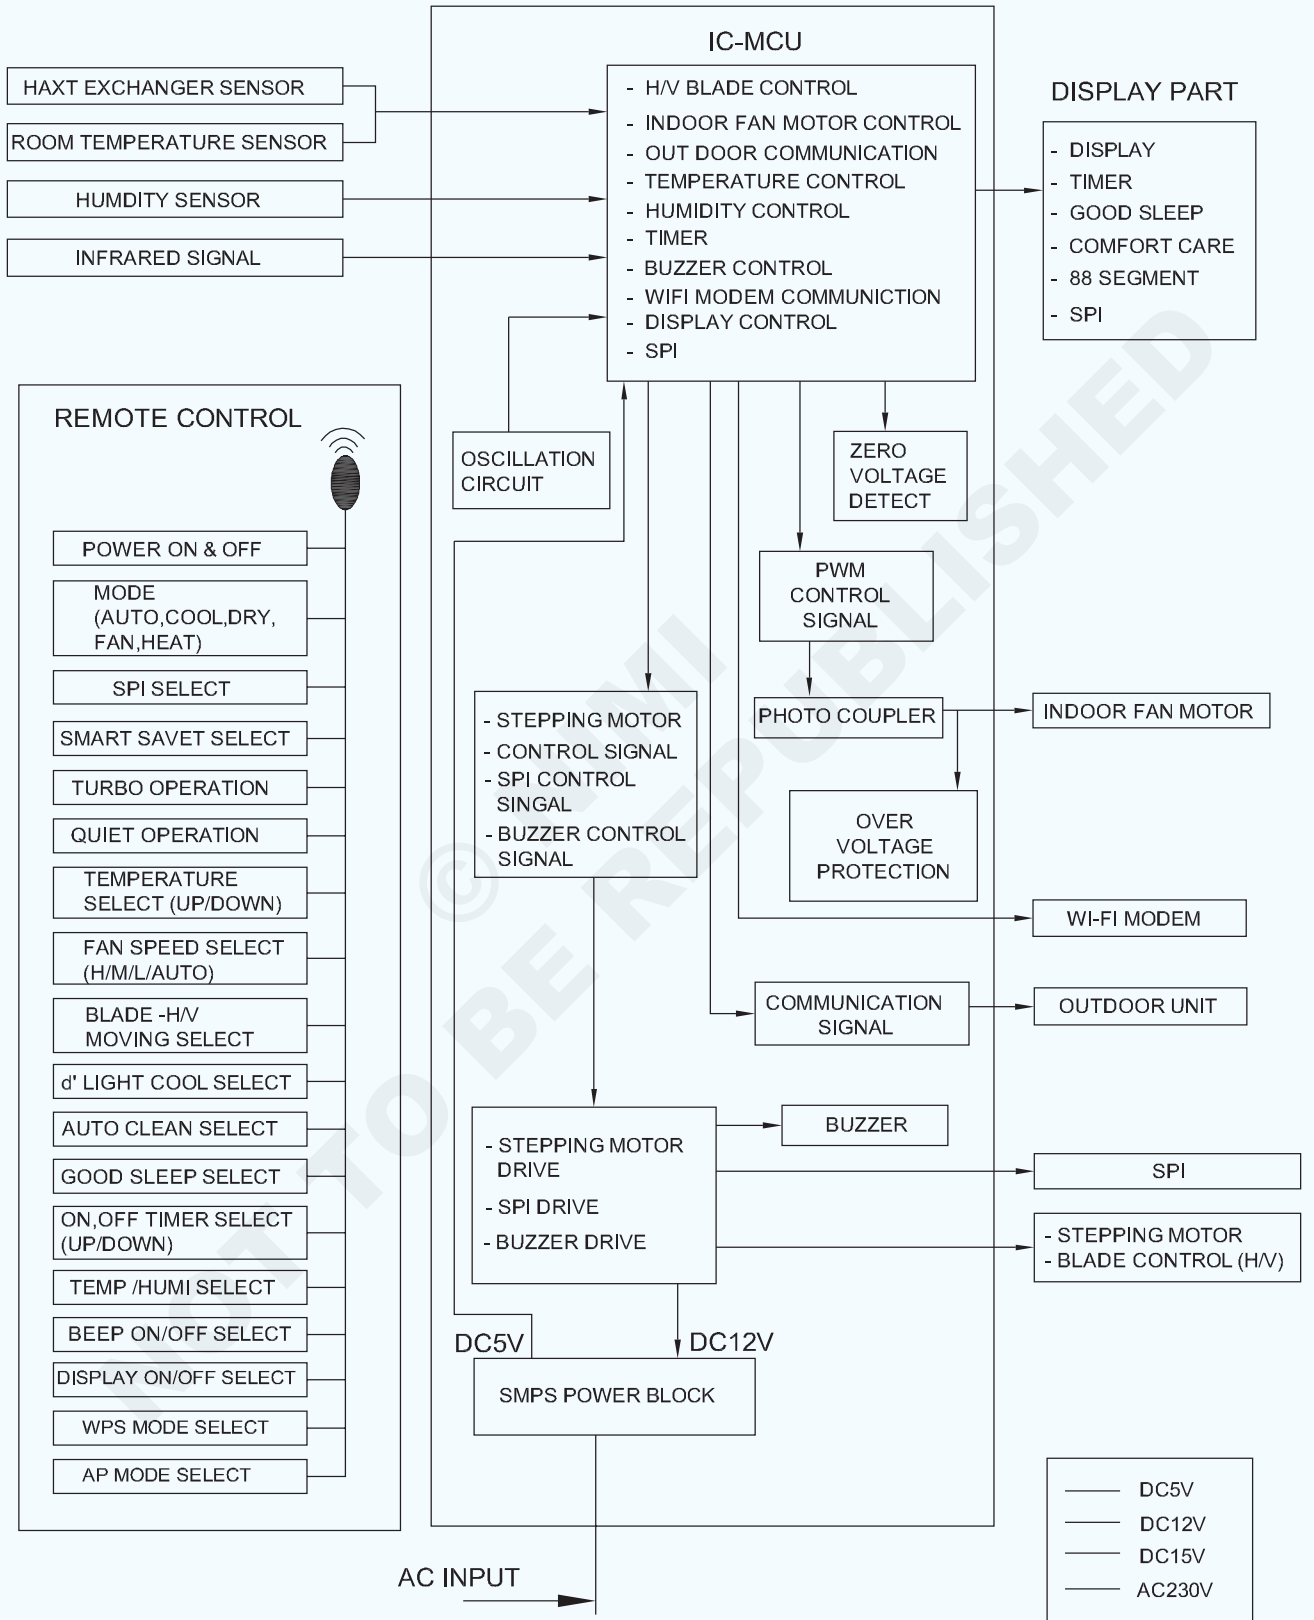 IC-MCU
HAXT EXCHANGER SENSOR
ROOM TEMPERATURE SENSOR
HUMDITY SENSOR
INFRARED SIGNAL
- H/V BLADE CONTROL
- INDOOR FAN MOTOR CONTROL
- OUT DOOR COMMUNICATION
- TEMPERATURE CONTROL
- HUMIDITY CONTROL
- TIMER
- BUZZER CONTROL
- WIFI MODEM COMMUNICTION
- DISPLAY CONTROL
- SPI
DISPLAY PART
- DISPLAY
- TIMER
- GOOD SLEEP
- COMFORT CARE
- 88 SEGMENT
- SPI
REMOTE CONTROL
POWER ON & OFF
MODE
(AUTO,COOL,DRY,
FAN,HEAT)
SPI SELECT
SMART SAVET SELECT
TURBO OPERATION
QUIET OPERATION
TEMPERATURE
SELECT (UP/DOWN)
FAN SPEED SELECT
(H/M/L/AUTO)
BLADE -H/V
MOVING SELECT
d' LIGHT COOL SELECT
AUTO CLEAN SELECT
GOOD SLEEP SELECT
ON,OFF TIMER SELECT
(UP/DOWN)
TEMP /HUMI SELECT
BEEP ON/OFF SELECT
DISPLAY ON/OFF SELECT
WPS MODE SELECT
AP MODE SELECT
OSCILLATION
CIRCUIT
ZERO
VOLTAGE
DETECT
PWM
CONTROL
SIGNAL
PHOTO COUPLER
INDOOR FAN MOTOR
- STEPPING MOTOR
- CONTROL SIGNAL
- SPI CONTROL
SINGAL
- BUZZER CONTROL
SIGNAL
OVER
VOLTAGE
PROTECTION
WI-FI MODEM
COMMUNICATION
SIGNAL
OUTDOOR UNIT
- STEPPING MOTOR
DRIVE
- SPI DRIVE
- BUZZER DRIVE
BUZZER
SPI
- STEPPING MOTOR
- BLADE CONTROL (H/V)
DC5V
DC12V
SMPS POWER BLOCK
AC INPUT
DC5V
DC12V
DC15V
AC230V
© NIMI
NOT TO BE REPUBLISHED